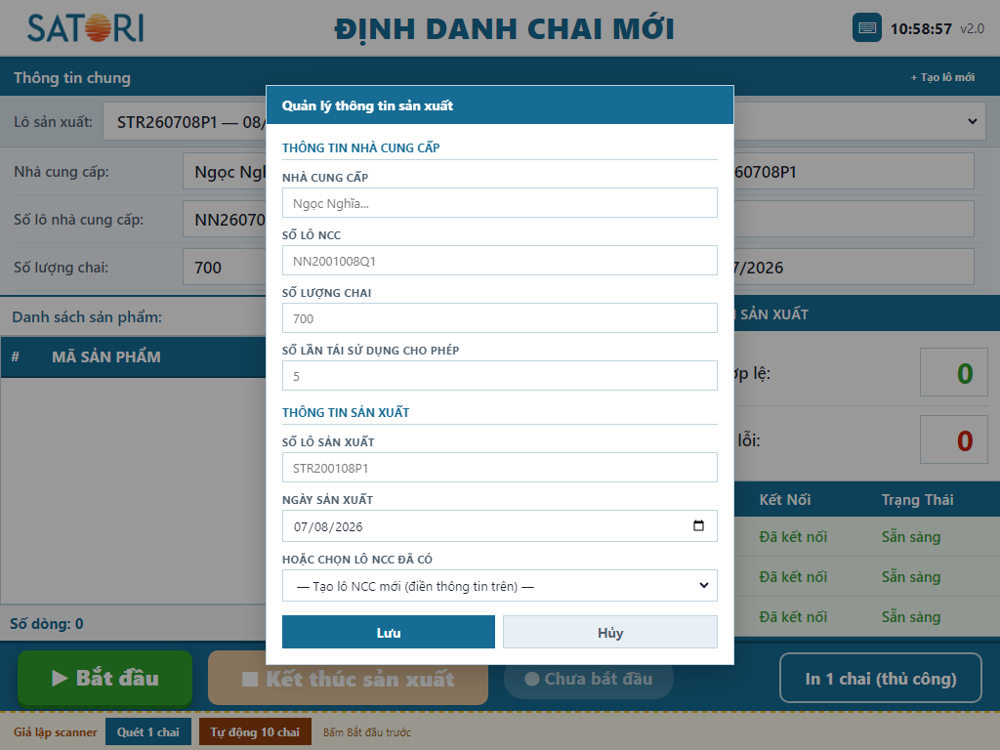 SATORI
ĐỊNH DANH CHAI MỚI
10:58:57 v2.0
Thông tin chung
+ Tạo lô mới
Lô sản xuất:
STR260708P1 — 08/
Nhà cung cấp:
Ngọc Ngh
60708P1
Số lô nhà cung cấp:
NN26070
Số lượng chai:
700
7/2026
Danh sách sản phẩm:
SẢN XUẤT
# MÃ SẢN PHẨM
ợp lệ:
0
lỗi:
0
Kết Nối Trạng Thái
Đã kết nối Sẵn sàng
Đã kết nối Sẵn sàng
Đã kết nối Sẵn sàng
Số dòng: 0
Quản lý thông tin sản xuất
THÔNG TIN NHÀ CUNG CẤP
NHÀ CUNG CẤP
Ngọc Nghĩa...
SỐ LÔ NCC
NN2001008Q1
SỐ LƯỢNG CHAI
700
SỐ LẦN TÁI SỬ DỤNG CHO PHÉP
5
THÔNG TIN SẢN XUẤT
SỐ LÔ SẢN XUẤT
STR200108P1
NGÀY SẢN XUẤT
07/08/2026
HOẶC CHỌN LÔ NCC ĐÃ CÓ
— Tạo lô NCC mới (điền thông tin trên) —
Lưu
Hủy
▶ Bắt đầu
■ Kết thúc sản xuất
● Chưa bắt đầu
In 1 chai (thủ công)
Giả lập scanner
Quét 1 chai
Tự động 10 chai
Bấm Bắt đầu trước